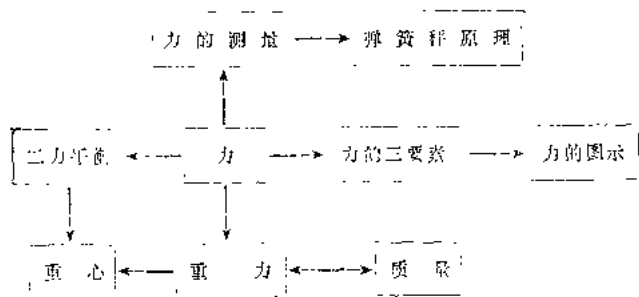 力的测量 弹簧秤原理
二力平衡 力 力的三要素 力的图示
重心 重力 质量